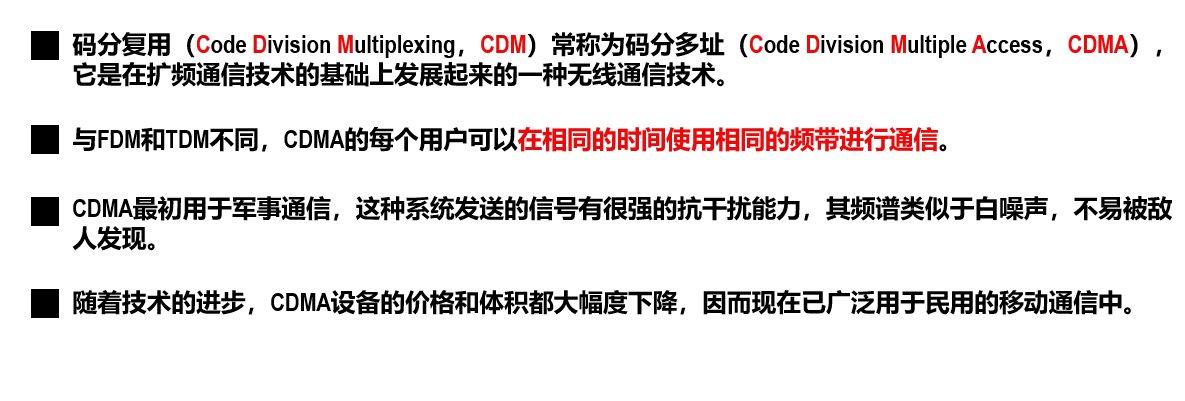 码分复用（Code Division Multiplexing，CDM）常称为码分多址（Code Division Multiple Access，CDMA），
它是在扩频通信技术的基础上发展起来的一种无线通信技术。
与FDM和TDM不同，CDMA的每个用户可以在相同的时间使用相同的频带进行通信。
CDMA最初用于军事通信，这种系统发送的信号有很强的抗干扰能力，其频谱类似于白噪声，不易被敌
人发现。
随着技术的进步，CDMA设备的价格和体积都大幅度下降，因而现在已广泛用于民用的移动通信中。